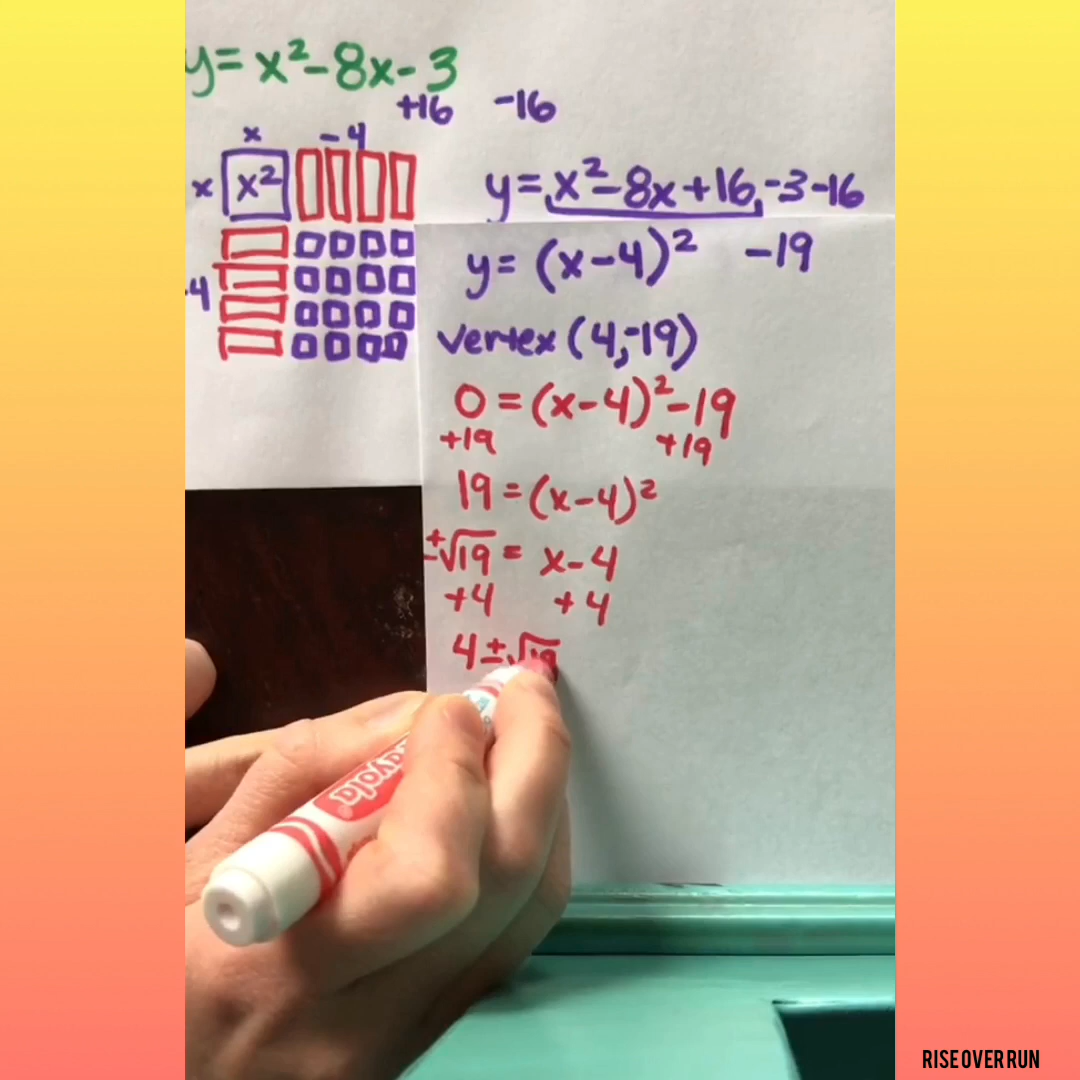 y = x² - 8x - 3
+16 -16
x - 4
x x²
y = x² - 8x + 16 - 3 - 16
y = (x - 4)² - 19
-4
vertex (4, -19)
0 = (x - 4)² - 19
+19 +19
19 = (x - 4)²
±√19 = x - 4
+4 +4
4 ± √19
Crayola
RISE OVER RUN